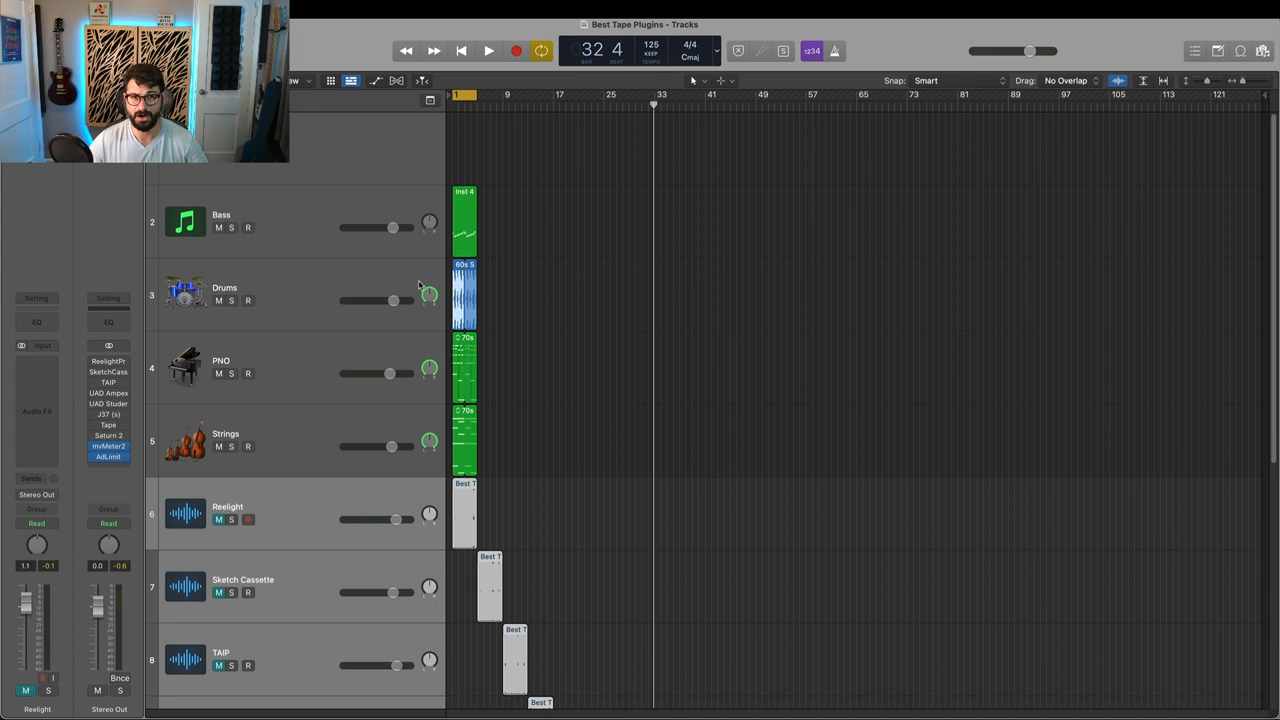 Best Tape Plugins - Tracks
32 4
BAR BEAT
125
KEEP
TEMPO
4/4
Cmaj
1234
ew
Snap: Smart
Drag: No Overlap
1 9 17 25 33 41 49 57 65 73 81 89 97 105 113 121
2
Bass
M S R
Inst 4
3
Drums
M S R
60s S
4
PNO
M S R
70s
5
Strings
M S R
70s
6
Reelight
M S R
Best T
7
Sketch Cassette
M S
Best T
8
TAIP
M S R
Best T
Best T
Setting
EQ
Input
Audio FX
Sends
Stereo Out
Group
Read
1.1 -0.1
R I
M S
Reelight
Setting
EQ
ReelightPr
SketchCass
TAIP
UAD Ampex
UAD Studer
J37 (s)
Tape
Saturn 2
mvMeter2
AdLimit
Group
Read
0.0 -0.6
Bnce
M S
Stereo Out